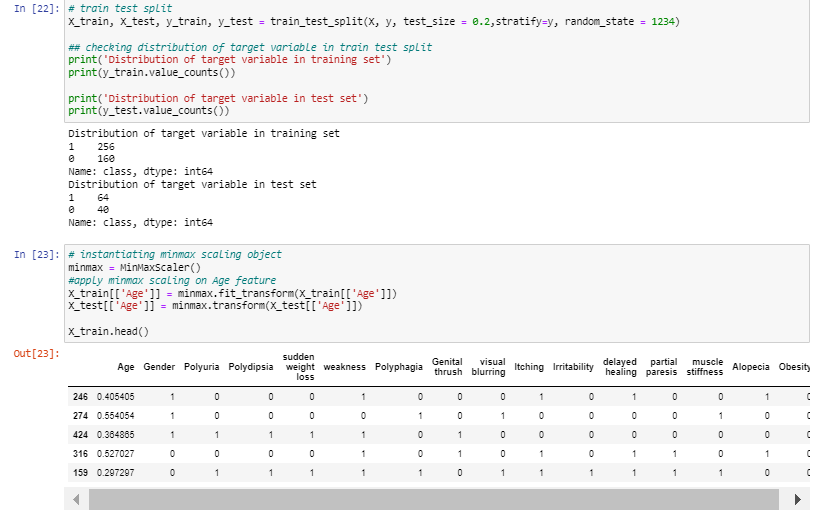 In [22]: # train test split
X_train, X_test, y_train, y_test = train_test_split(X, y, test_size = 0.2,stratify=y, random_state = 1234)
## checking distribution of target variable in train test split
print('Distribution of target variable in training set')
print(y_train.value_counts())
print('Distribution of target variable in test set')
print(y_test.value_counts())
Distribution of target variable in training set
1 256
0 160
Name: class, dtype: int64
Distribution of target variable in test set
1 64
0 40
Name: class, dtype: int64
In [23]: # instantiating minmax scaling object
minmax = MinMaxScaler()
#apply minmax scaling on Age feature
X_train[['Age']] = minmax.fit_transform(X_train[['Age']])
X_test[['Age']] = minmax.transform(X_test[['Age']])
X_train.head()
Out[23]:
Age Gender Polyuria Polydipsia sudden weight loss weakness Polyphagia Genital thrush visual blurring Itching Irritability delayed healing partial paresis muscle stiffness Alopecia Obesity
246 0.405405 1 0 0 0 1 0 0 0 1 0 1 0 0 1 0
274 0.554054 1 0 0 0 0 1 0 1 0 0 0 0 1 0 0
424 0.364865 1 1 1 1 1 0 1 0 0 0 0 0 0 0 0
316 0.527027 0 0 0 0 1 0 1 0 1 0 1 1 0 1 0
159 0.297297 0 1 1 1 1 1 0 1 1 1 1 1 1 0 0